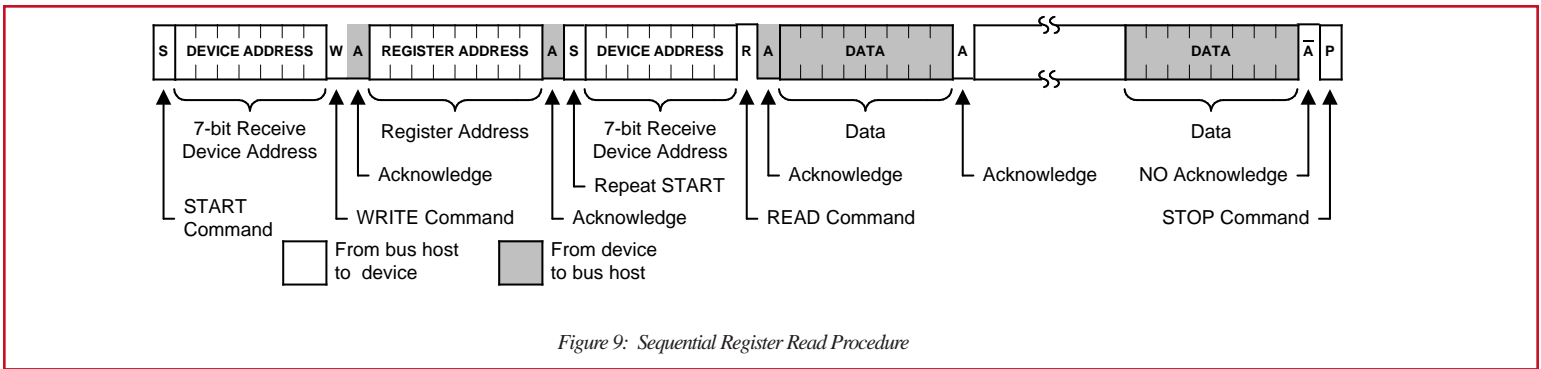 S DEVICE ADDRESS W A REGISTER ADDRESS A S DEVICE ADDRESS R A DATA A DATA A̅ P
7-bit Receive
Device Address
Register Address
7-bit Receive
Device Address
Data
Data
Acknowledge
Repeat START
Acknowledge
Acknowledge
NO Acknowledge
START
Command
WRITE Command
Acknowledge
READ Command
STOP Command
From bus host
to device
From device
to bus host
Figure 9: Sequential Register Read Procedure